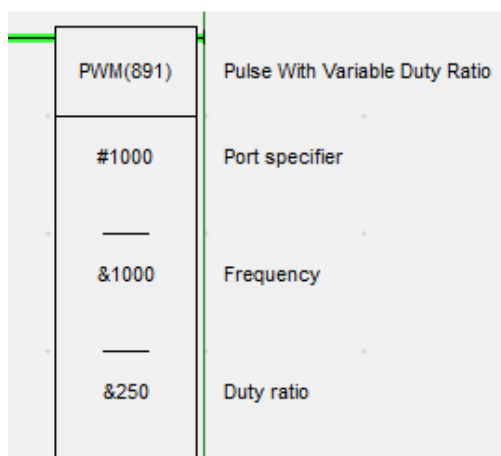 PWM(891) Pulse With Variable Duty Ratio
#1000 Port specifier
&1000 Frequency
&250 Duty ratio